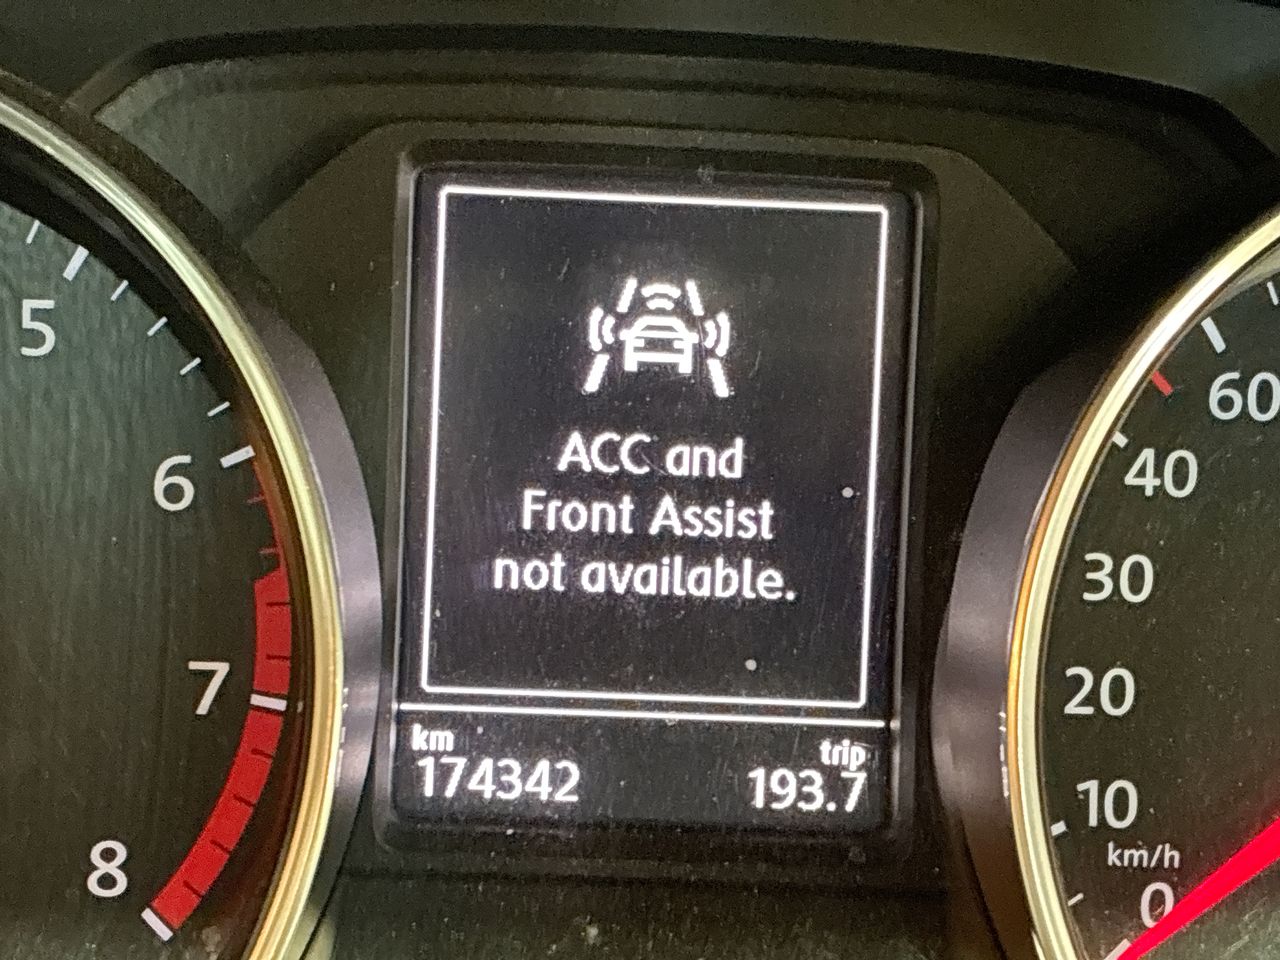 ACC and
Front Assist
not available.
km
trip
174342
193.7
5
6
7
8
60
40
30
20
10
km/h
0